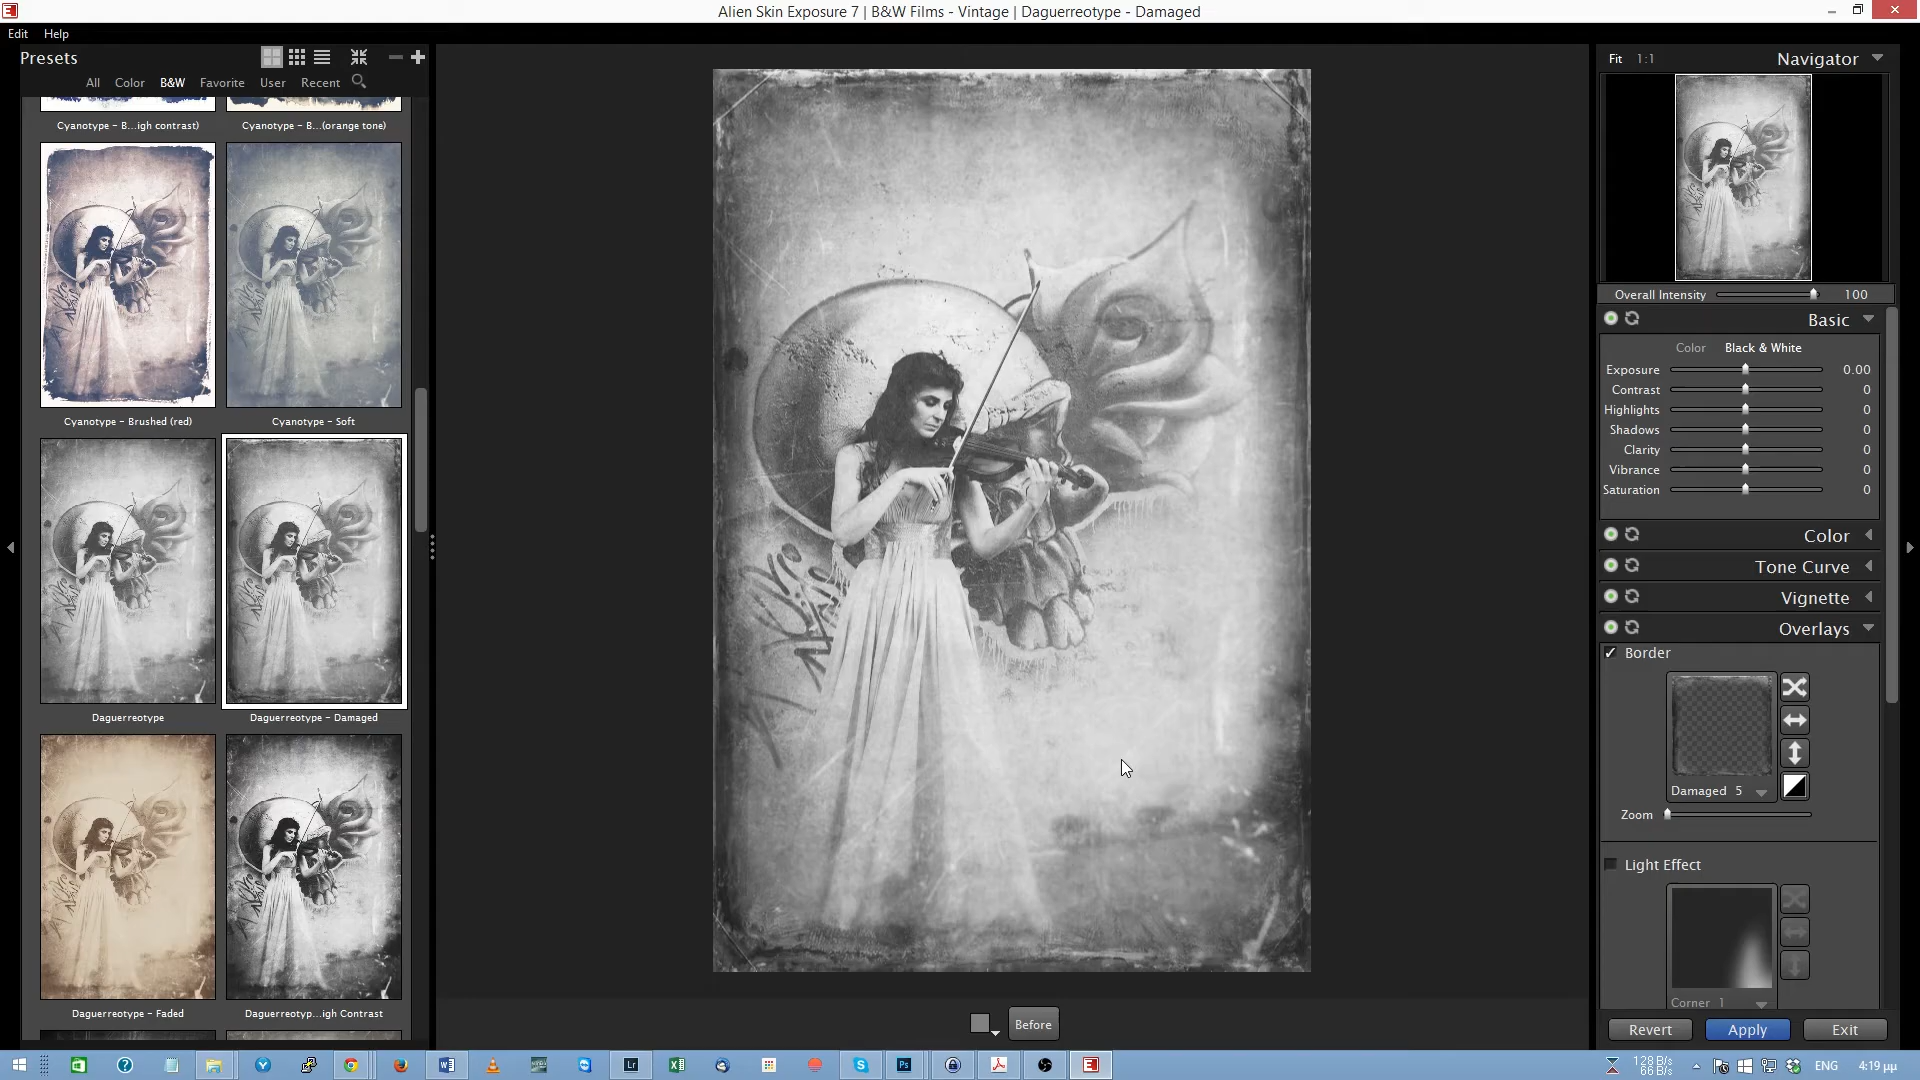 Alien Skin Exposure 7 | B&W Films - Vintage | Daguerreotype - Damaged
Edit Help
Presets
All Color B&W Favorite User Recent
Cyanotype - B...igh contrast) Cyanotype - B...(orange tone)
Cyanotype - Brushed (red) Cyanotype - Soft
Daguerreotype Daguerreotype - Damaged
Daguerreotype - Faded Daguerreotyp...igh Contrast
Before
Fit 1:1 Navigator
Overall Intensity 100
Basic
Color Black & White
Exposure 0.00
Contrast 0
Highlights 0
Shadows 0
Clarity 0
Vibrance 0
Saturation 0
Color
Tone Curve
Vignette
Overlays
Border
Damaged 5
Zoom
Light Effect
Corner 1
Revert Apply Exit
128 B/s
66 B/s
ENG 4:19 μμ